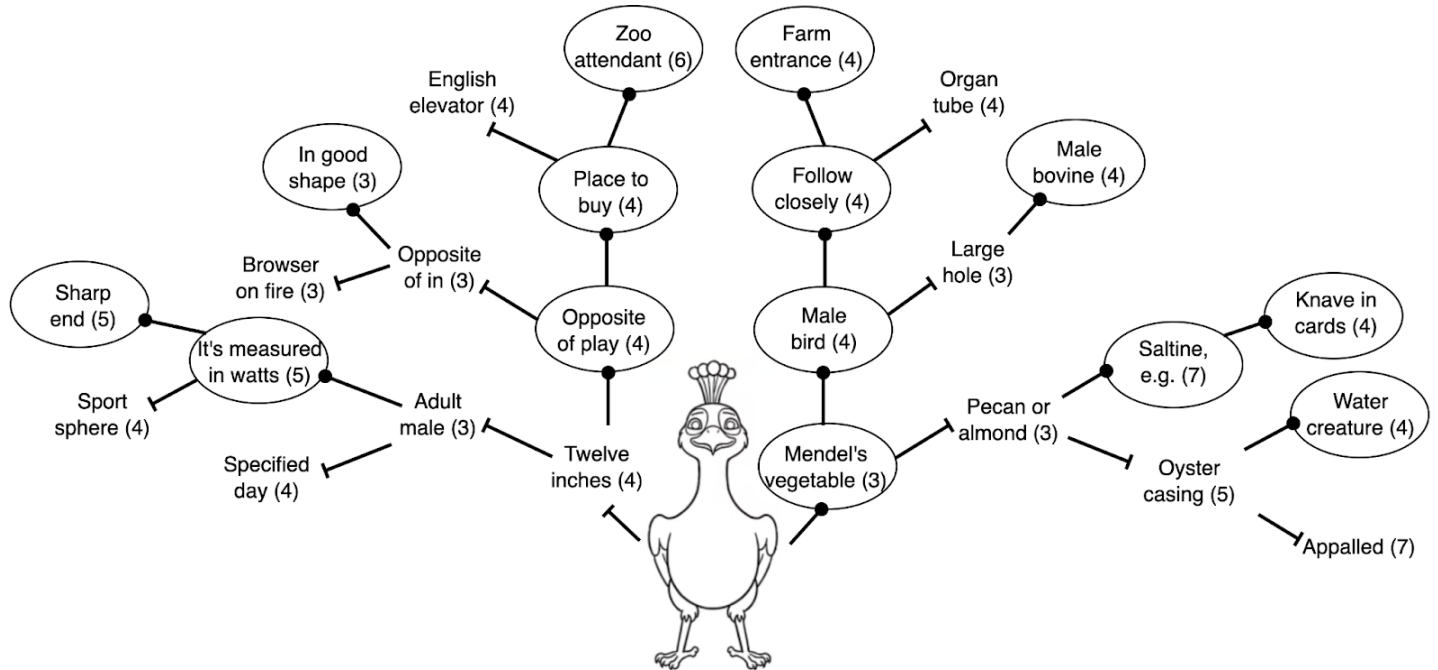 Zoo
attendant (6)
Farm
entrance (4)
English
elevator (4)
Organ
tube (4)
In good
shape (3)
Place to
buy (4)
Follow
closely (4)
Male
bovine (4)
Browser
on fire (3)
Opposite
of in (3)
Large
hole (3)
Sharp
end (5)
Opposite
of play (4)
Male
bird (4)
Knave in
cards (4)
It's measured
in watts (5)
Saltine,
e.g. (7)
Sport
sphere (4)
Adult
male (3)
Pecan or
almond (3)
Water
creature (4)
Specified
day (4)
Twelve
inches (4)
Mendel's
vegetable (3)
Oyster
casing (5)
Appalled (7)